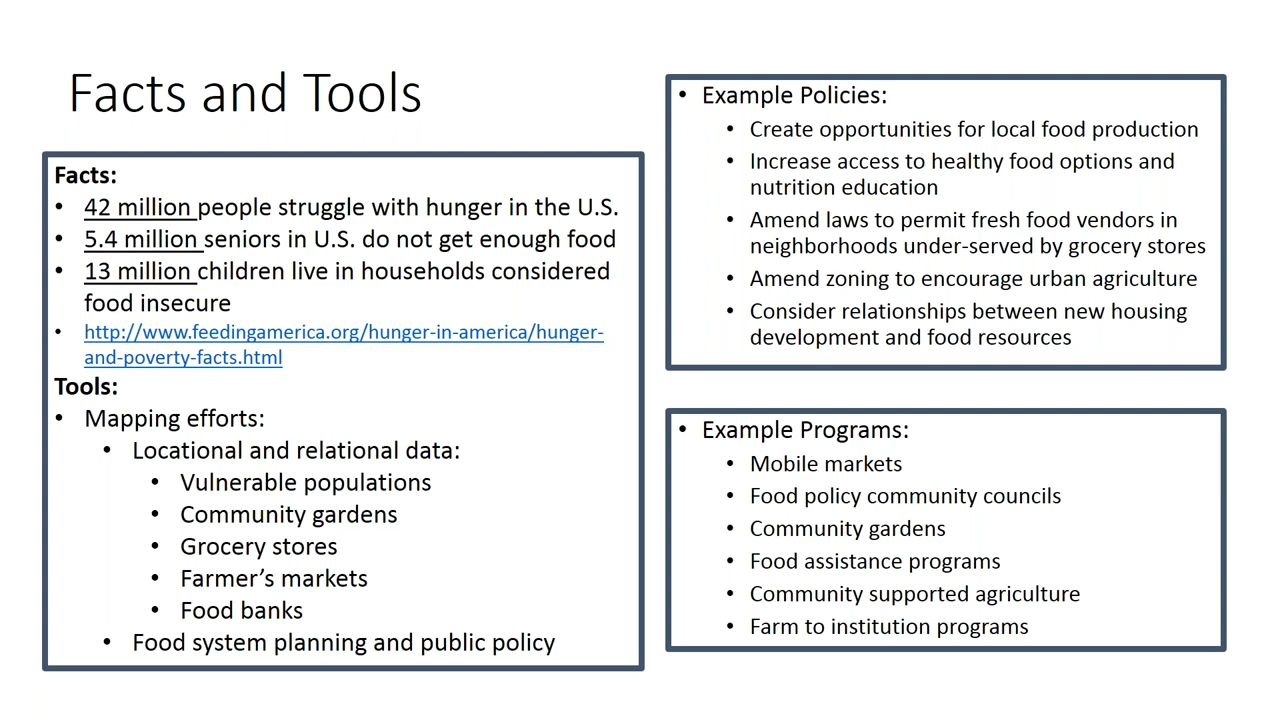 Facts and Tools
Facts:
• 42 million people struggle with hunger in the U.S.
• 5.4 million seniors in U.S. do not get enough food
• 13 million children live in households considered
food insecure
• http://www.feedingamerica.org/hunger-in-america/hunger-
and-poverty-facts.html
Tools:
• Mapping efforts:
• Locational and relational data:
• Vulnerable populations
• Community gardens
• Grocery stores
• Farmer’s markets
• Food banks
• Food system planning and public policy
• Example Policies:
• Create opportunities for local food production
• Increase access to healthy food options and
nutrition education
• Amend laws to permit fresh food vendors in
neighborhoods under-served by grocery stores
• Amend zoning to encourage urban agriculture
• Consider relationships between new housing
development and food resources
• Example Programs:
• Mobile markets
• Food policy community councils
• Community gardens
• Food assistance programs
• Community supported agriculture
• Farm to institution programs